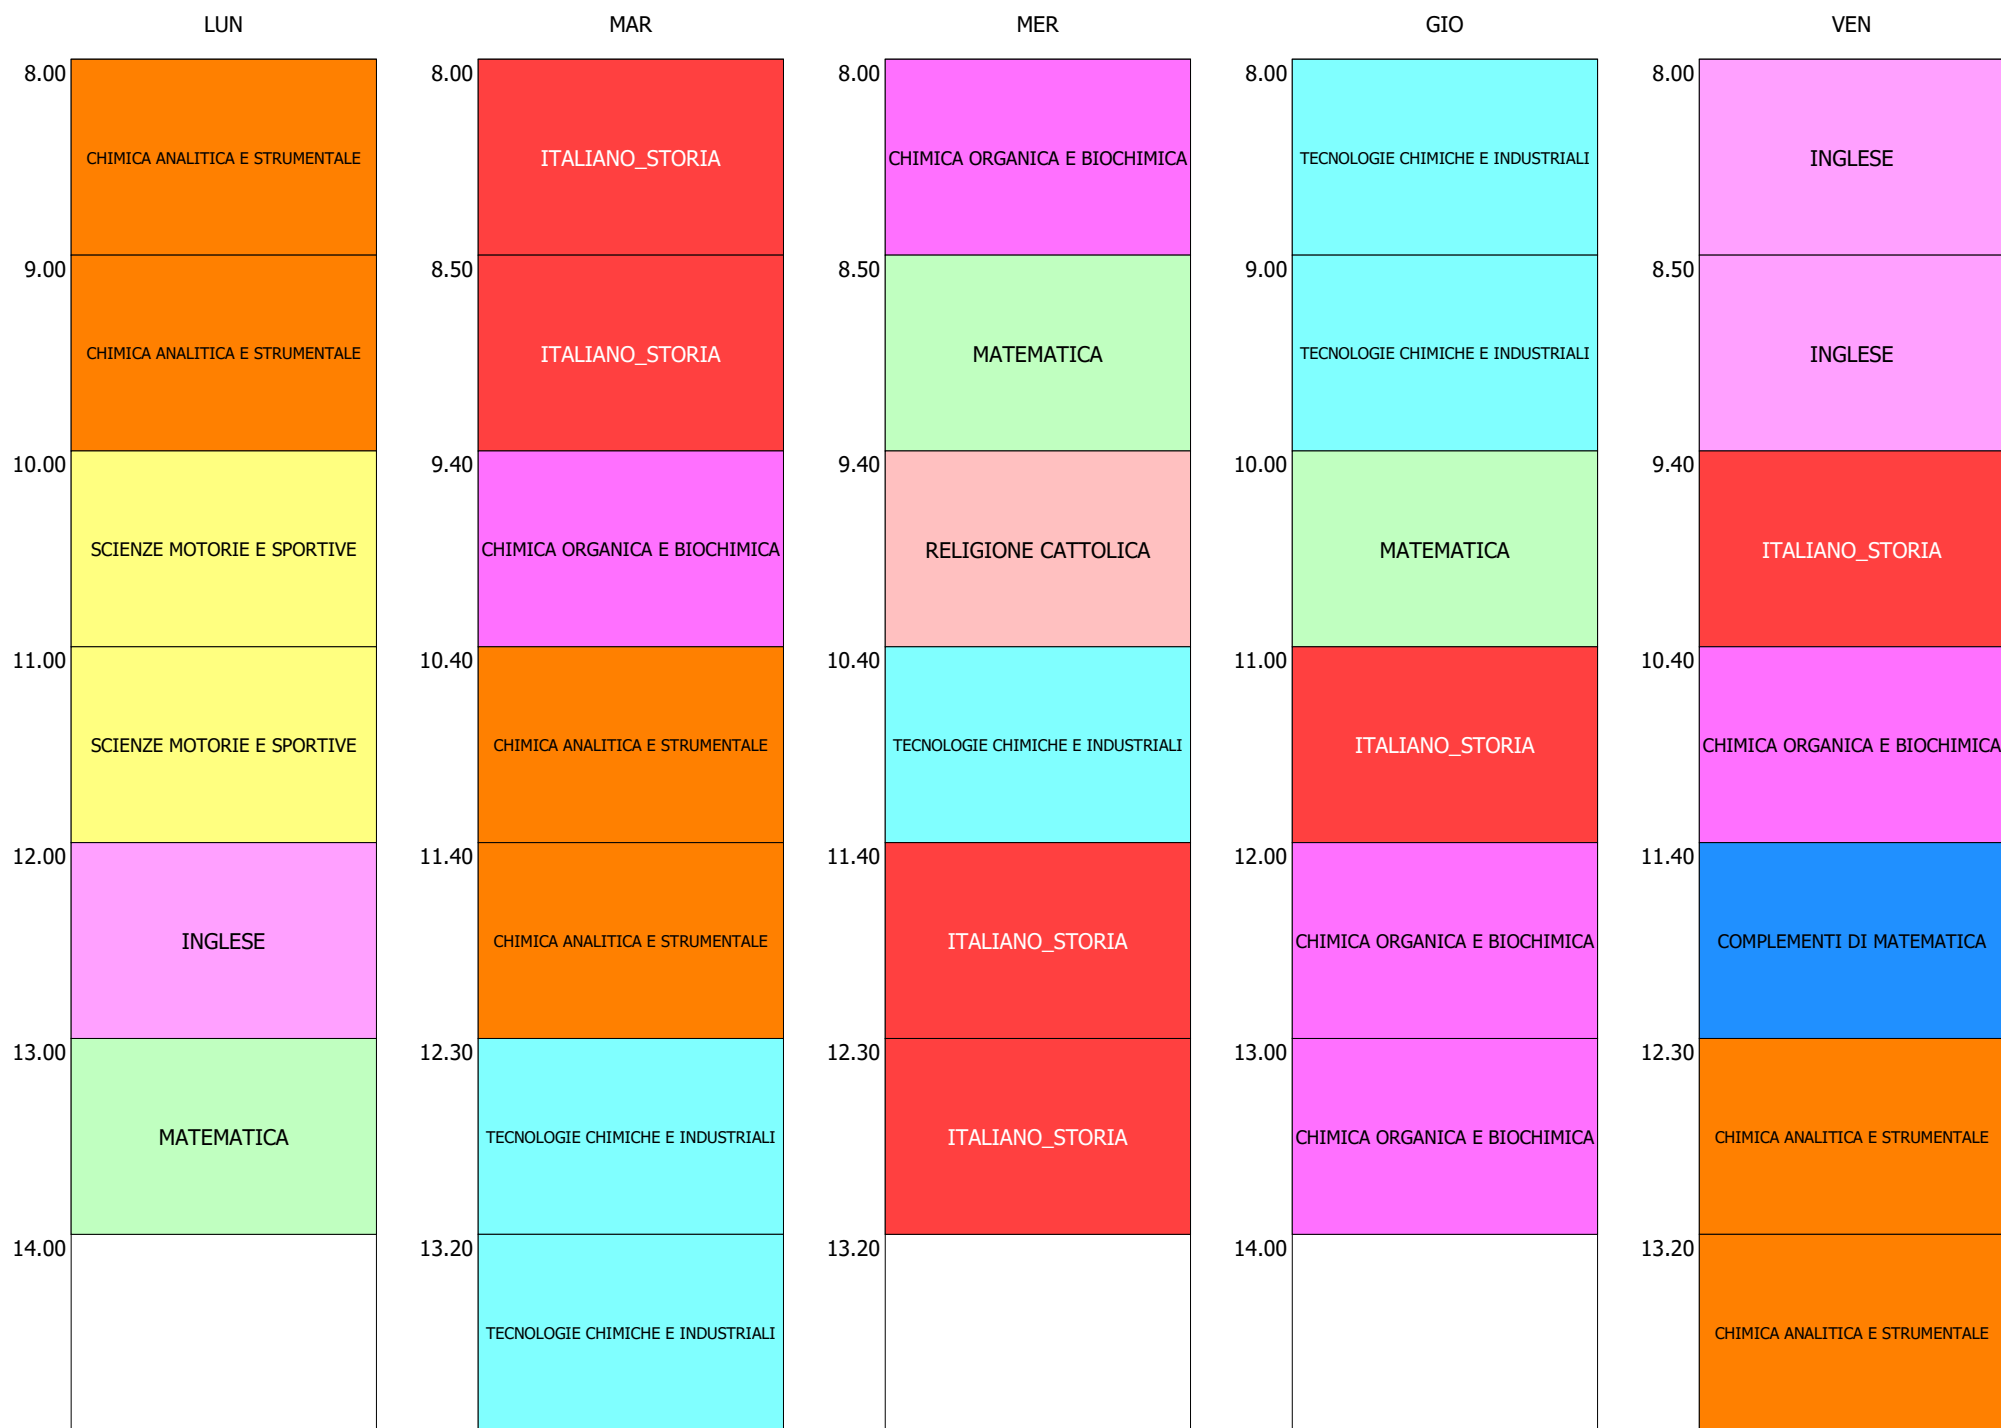 LUN MAR MER GIO VEN
8.00 CHIMICA ANALITICA E STRUMENTALE 8.00 ITALIANO_STORIA 8.00 CHIMICA ORGANICA E BIOCHIMICA 8.00 TECNOLOGIE CHIMICHE E INDUSTRIALI 8.00 INGLESE
9.00 CHIMICA ANALITICA E STRUMENTALE 8.50 ITALIANO_STORIA 8.50 MATEMATICA 9.00 TECNOLOGIE CHIMICHE E INDUSTRIALI 8.50 INGLESE
10.00 SCIENZE MOTORIE E SPORTIVE 9.40 CHIMICA ORGANICA E BIOCHIMICA 9.40 RELIGIONE CATTOLICA 10.00 MATEMATICA 9.40 ITALIANO_STORIA
11.00 SCIENZE MOTORIE E SPORTIVE 10.40 CHIMICA ANALITICA E STRUMENTALE 10.40 TECNOLOGIE CHIMICHE E INDUSTRIALI 11.00 ITALIANO_STORIA 10.40 CHIMICA ORGANICA E BIOCHIMICA
12.00 INGLESE 11.40 CHIMICA ANALITICA E STRUMENTALE 11.40 ITALIANO_STORIA 12.00 CHIMICA ORGANICA E BIOCHIMICA 11.40 COMPLEMENTI DI MATEMATICA
13.00 MATEMATICA 12.30 TECNOLOGIE CHIMICHE E INDUSTRIALI 12.30 ITALIANO_STORIA 13.00 CHIMICA ORGANICA E BIOCHIMICA 12.30 CHIMICA ANALITICA E STRUMENTALE
14.00 13.20 TECNOLOGIE CHIMICHE E INDUSTRIALI 13.20 14.00 13.20 CHIMICA ANALITICA E STRUMENTALE